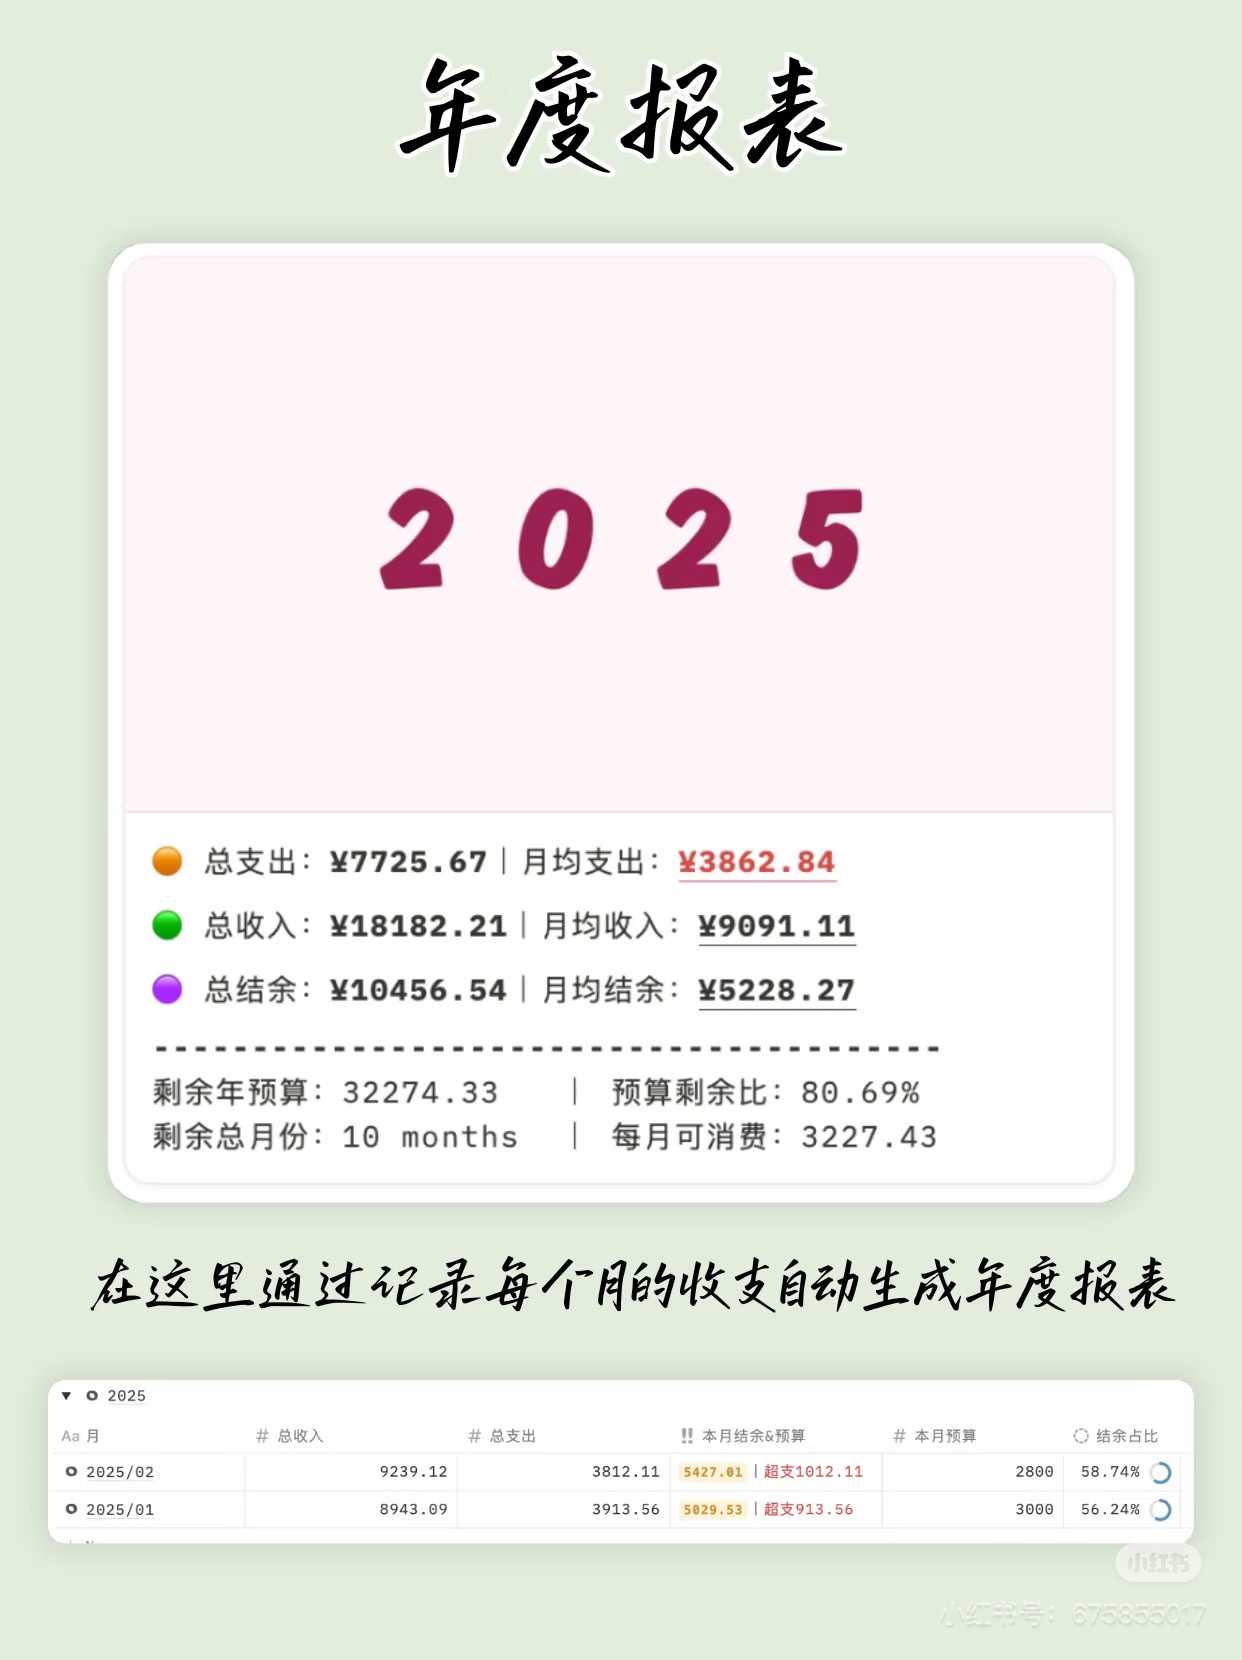 年度报表
2025
总支出：¥7725.67｜月均支出：¥3862.84
总收入：¥18182.21｜月均收入：¥9091.11
总结余：¥10456.54｜月均结余：¥5228.27
----------------------------------------
剩余年预算：32274.33 ｜ 预算剩余比：80.69%
剩余总月份：10 months ｜ 每月可消费：3227.43
在这里通过记录每个月的收支自动生成年度报表
2025
Aa 月 # 总收入 # 总支出 !! 本月结余&预算 # 本月预算 结余占比
2025/02 9239.12 3812.11 5427.01｜超支1012.11 2800 58.74%
2025/01 8943.09 3913.56 5029.53｜超支913.56 3000 56.24%
小红书
小红书号：675855017